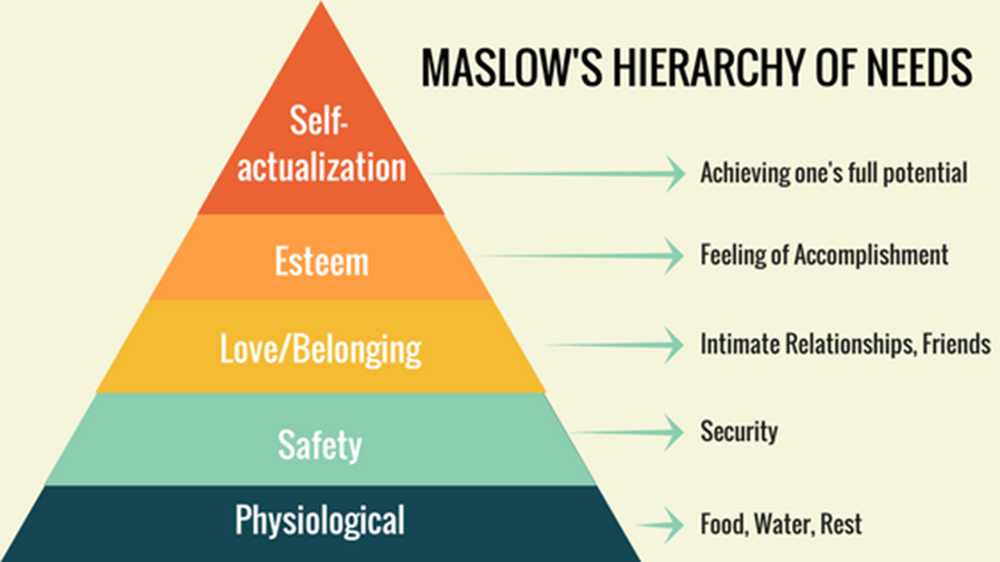 MASLOW'S HIERARCHY OF NEEDS
Self-
actualization
Achieving one's full potential
Esteem
Feeling of Accomplishment
Love/Belonging
Intimate Relationships, Friends
Safety
Security
Physiological
Food, Water, Rest